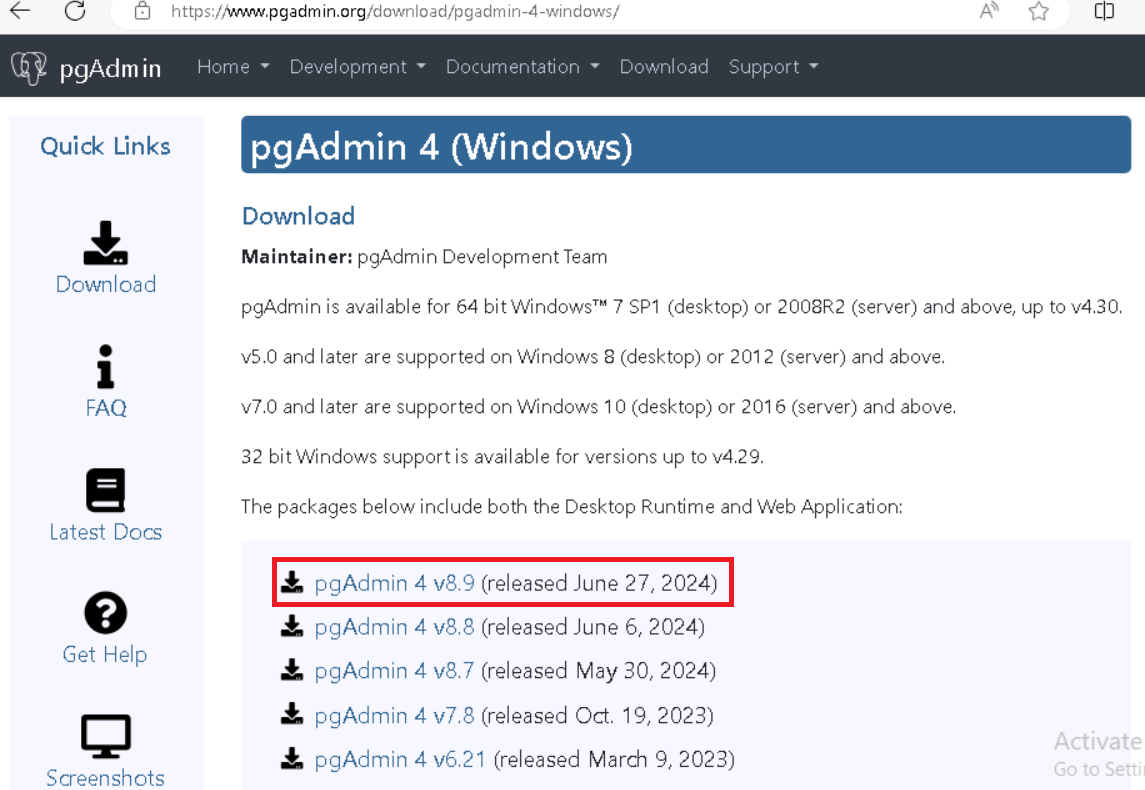 https://www.pgadmin.org/download/pgadmin-4-windows/
pgAdmin Home Development Documentation Download Support
Quick Links
Download
FAQ
Latest Docs
Get Help
Screenshots
pgAdmin 4 (Windows)
Download
Maintainer: pgAdmin Development Team
pgAdmin is available for 64 bit Windows™ 7 SP1 (desktop) or 2008R2 (server) and above, up to v4.30.
v5.0 and later are supported on Windows 8 (desktop) or 2012 (server) and above.
v7.0 and later are supported on Windows 10 (desktop) or 2016 (server) and above.
32 bit Windows support is available for versions up to v4.29.
The packages below include both the Desktop Runtime and Web Application:
pgAdmin 4 v8.9 (released June 27, 2024)
pgAdmin 4 v8.8 (released June 6, 2024)
pgAdmin 4 v8.7 (released May 30, 2024)
pgAdmin 4 v7.8 (released Oct. 19, 2023)
pgAdmin 4 v6.21 (released March 9, 2023)
Activate
Go to Setti